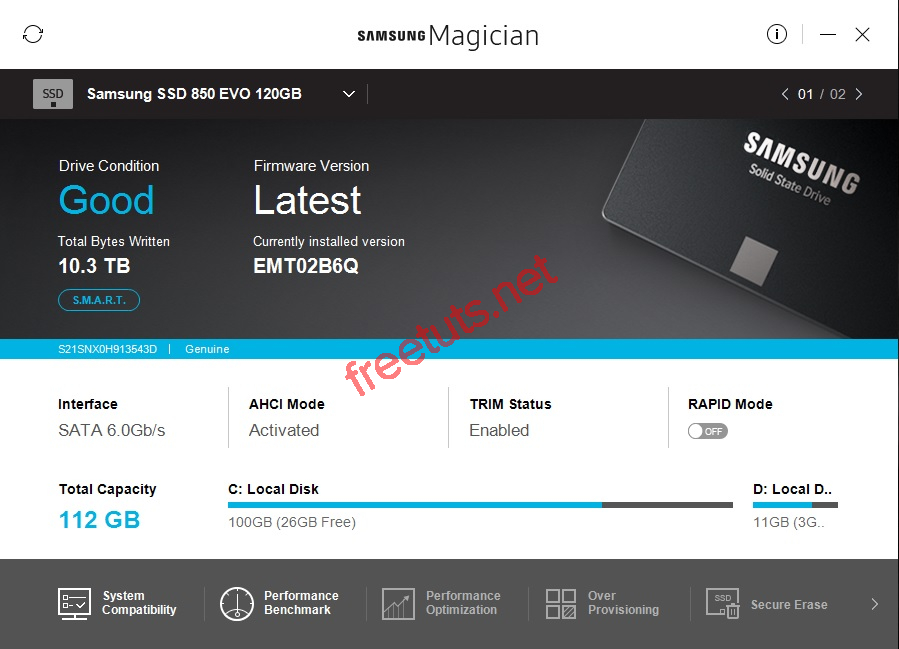 SAMSUNG Magician
SSD
Samsung SSD 850 EVO 120GB
01 / 02
Drive Condition
Good
Firmware Version
Latest
Total Bytes Written
10.3 TB
Currently installed version
EMT02B6Q
S.M.A.R.T.
SAMSUNG
Solid State Drive
freetuts.net
S21SNX0H913543D | Genuine
Interface
SATA 6.0Gb/s
AHCI Mode
Activated
TRIM Status
Enabled
RAPID Mode
OFF
Total Capacity
112 GB
C: Local Disk
100GB (26GB Free)
D: Local D..
11GB (3G..
System
Compatibility
Performance
Benchmark
Performance
Optimization
Over
Provisioning
SSD
Secure Erase